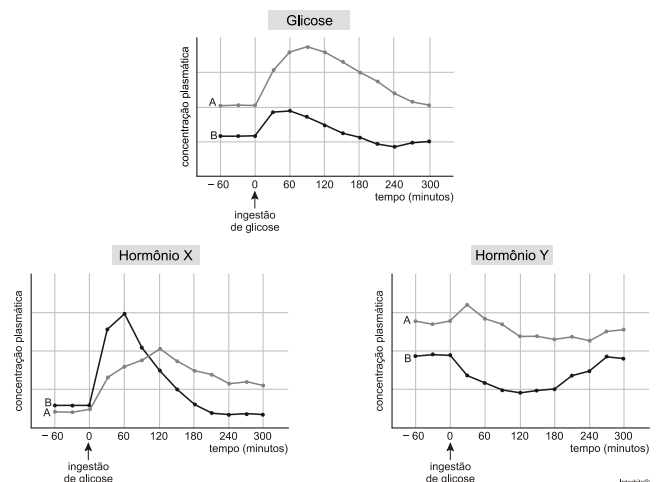 Glicose
concentração plasmática
A
B
– 60 0 60 120 180 240 300
tempo (minutos)
ingestão
de glicose
Hormônio X
concentração plasmática
B
A
– 60 0 60 120 180 240 300
tempo (minutos)
ingestão
de glicose
Hormônio Y
concentração plasmática
A
B
– 60 0 60 120 180 240 300
tempo (minutos)
ingestão
de glicose